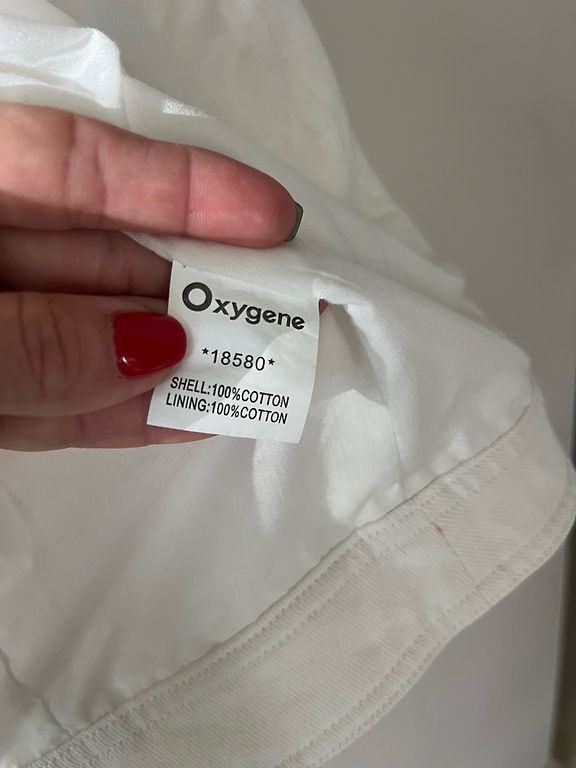 Oxygene
*18580*
SHELL:100%COTTON
LINING:100%COTTON